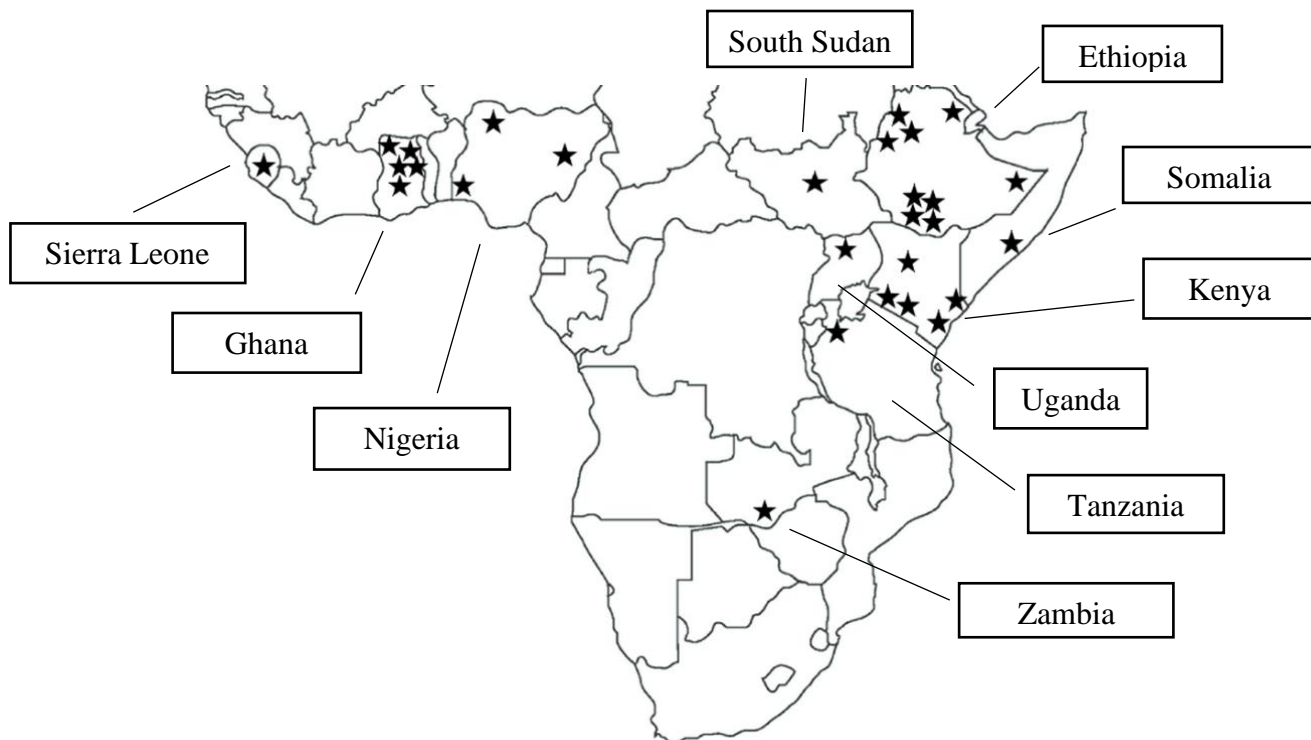 South Sudan
Ethiopia
Somalia
Sierra Leone
Kenya
Ghana
Uganda
Nigeria
Tanzania
Zambia